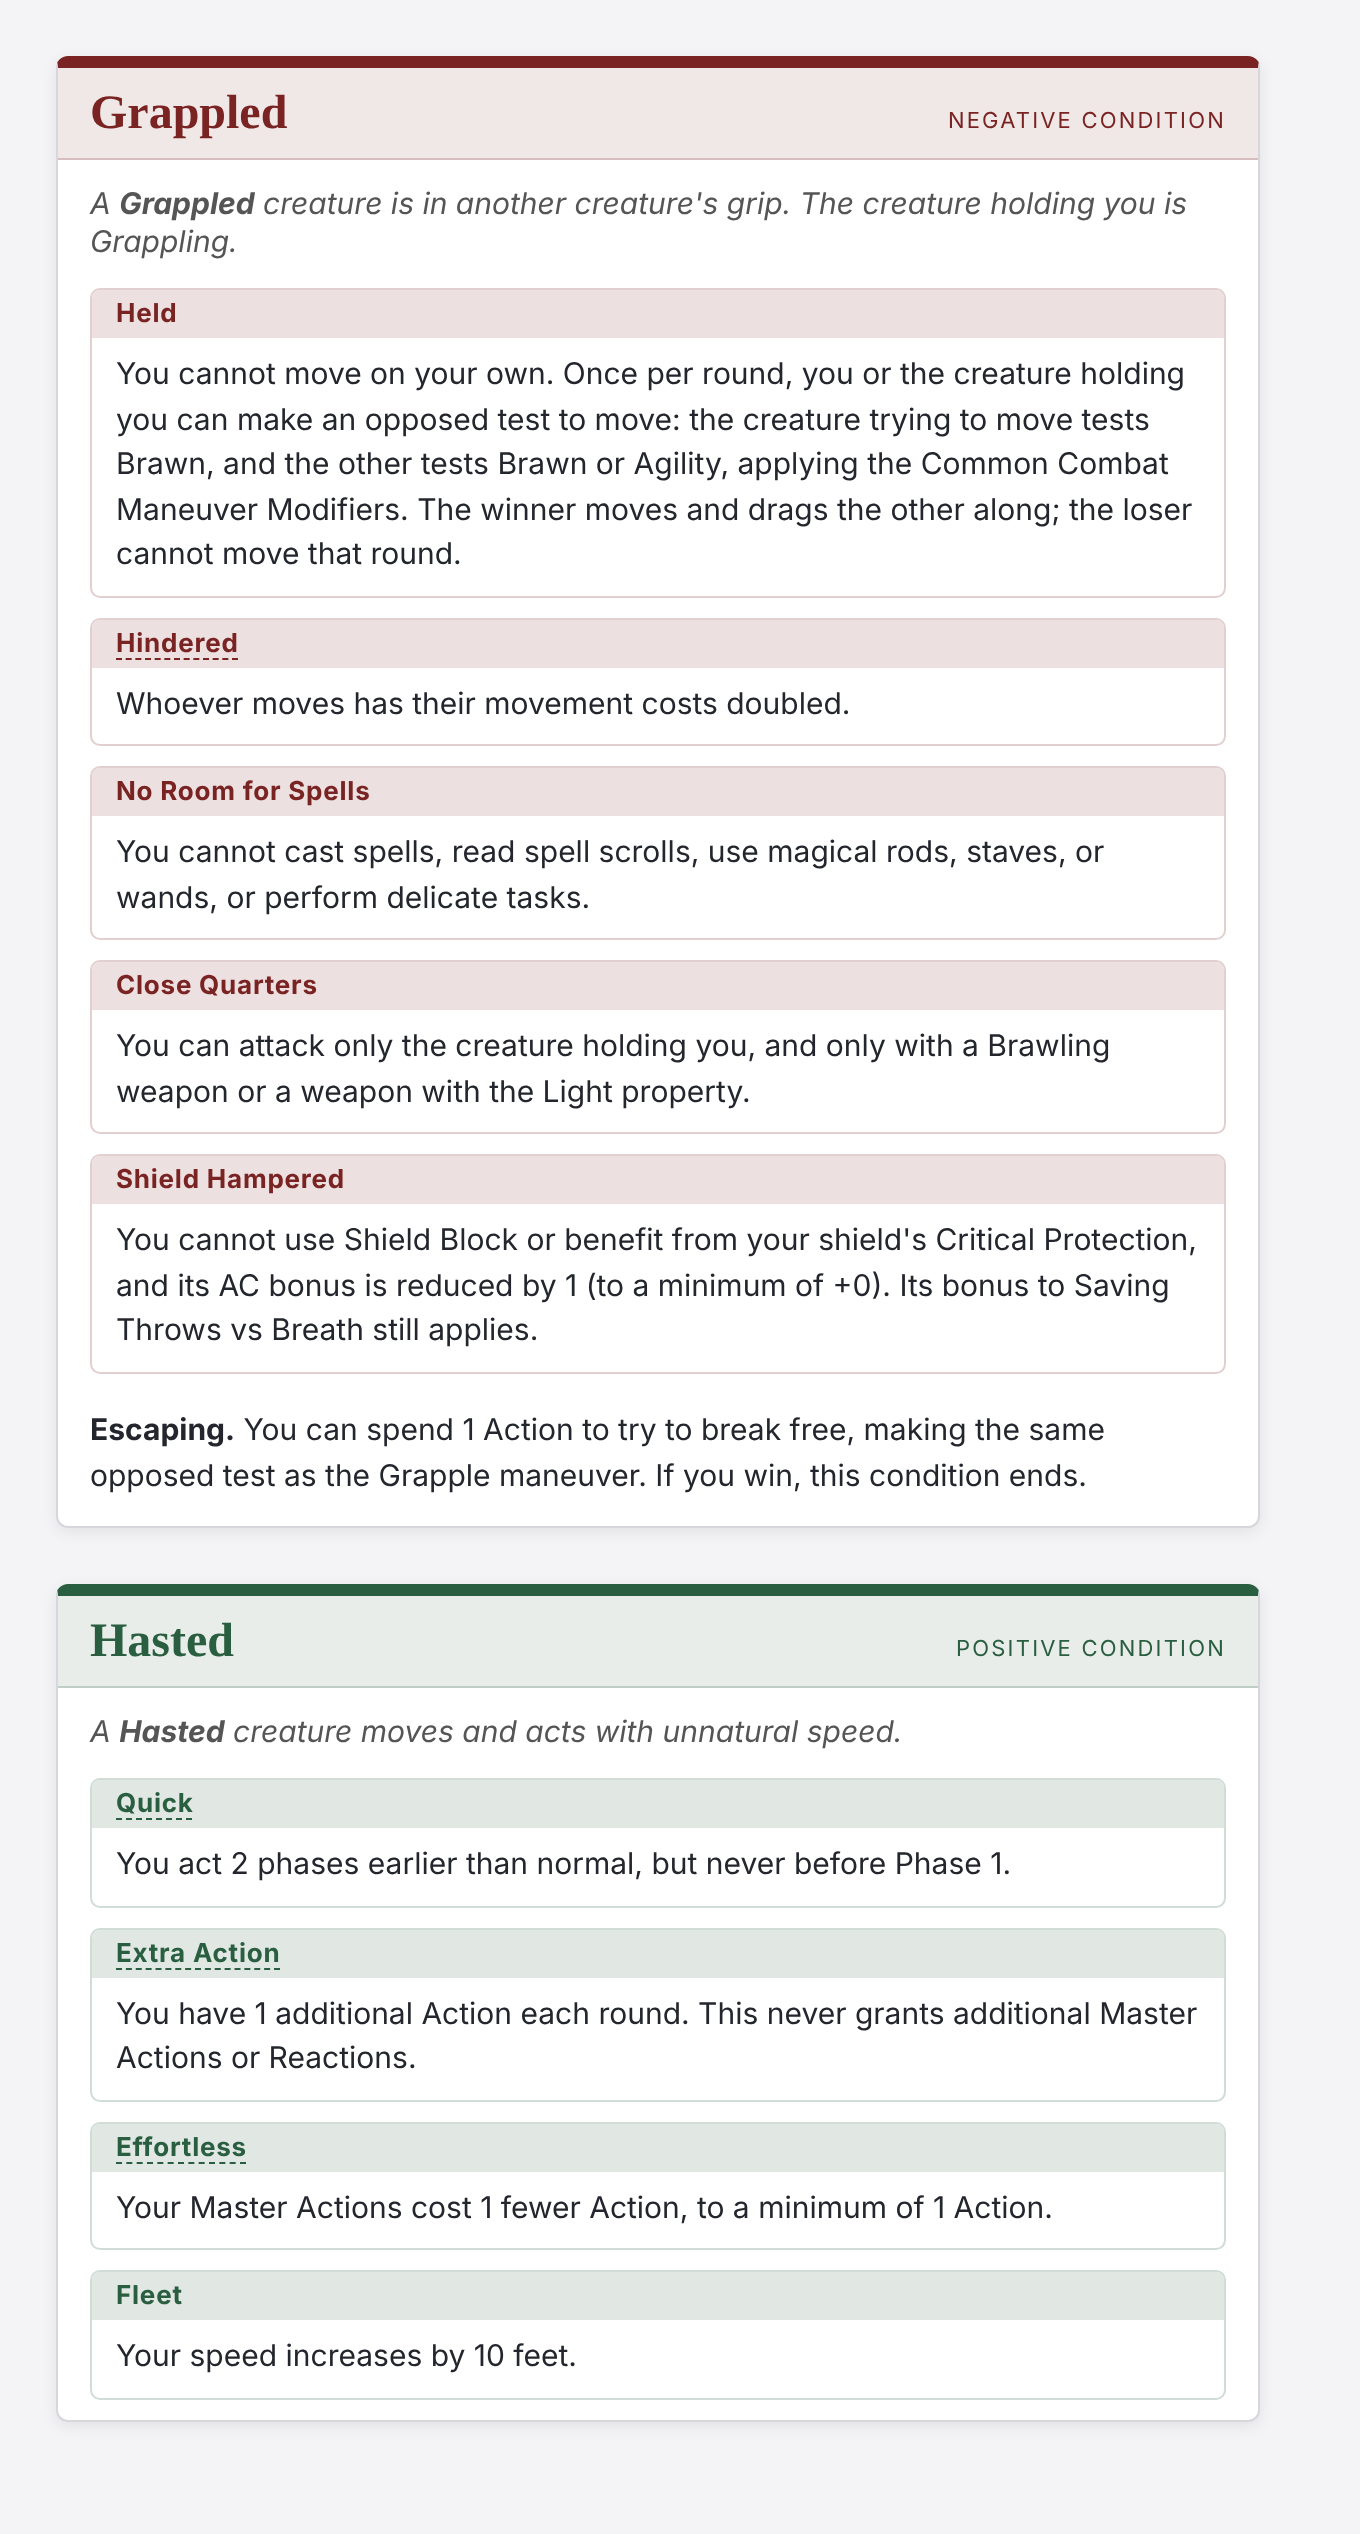 Grappled
NEGATIVE CONDITION
A Grappled creature is in another creature's grip. The creature holding you is
Grappling.
Held
You cannot move on your own. Once per round, you or the creature holding
you can make an opposed test to move: the creature trying to move tests
Brawn, and the other tests Brawn or Agility, applying the Common Combat
Maneuver Modifiers. The winner moves and drags the other along; the loser
cannot move that round.
Hindered
Whoever moves has their movement costs doubled.
No Room for Spells
You cannot cast spells, read spell scrolls, use magical rods, staves, or
wands, or perform delicate tasks.
Close Quarters
You can attack only the creature holding you, and only with a Brawling
weapon or a weapon with the Light property.
Shield Hampered
You cannot use Shield Block or benefit from your shield's Critical Protection,
and its AC bonus is reduced by 1 (to a minimum of +0). Its bonus to Saving
Throws vs Breath still applies.
Escaping. You can spend 1 Action to try to break free, making the same
opposed test as the Grapple maneuver. If you win, this condition ends.
Hasted
POSITIVE CONDITION
A Hasted creature moves and acts with unnatural speed.
Quick
You act 2 phases earlier than normal, but never before Phase 1.
Extra Action
You have 1 additional Action each round. This never grants additional Master
Actions or Reactions.
Effortless
Your Master Actions cost 1 fewer Action, to a minimum of 1 Action.
Fleet
Your speed increases by 10 feet.